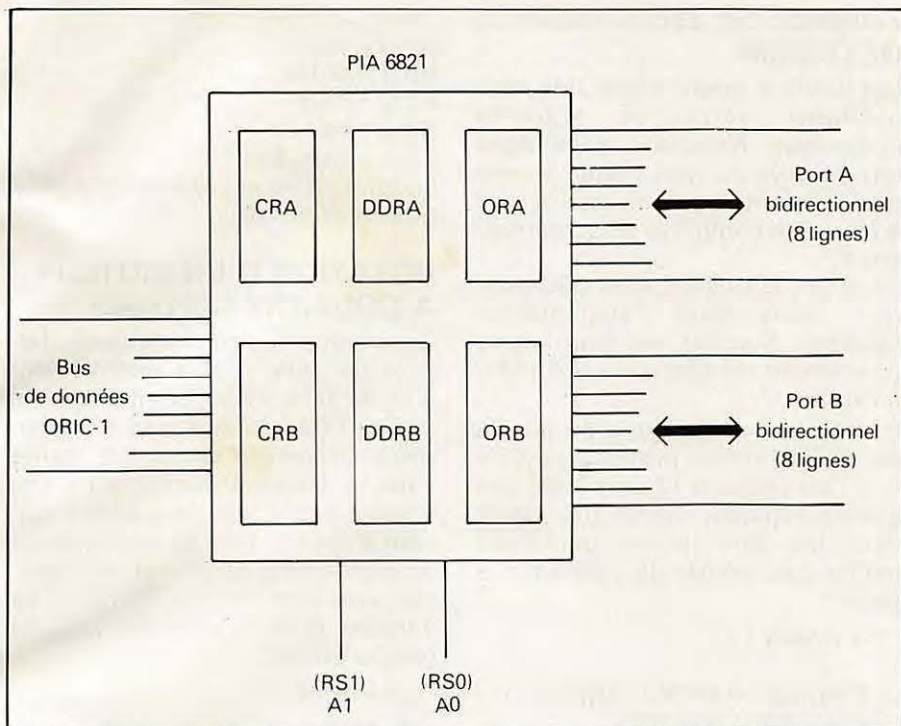 PIA 6821
CRA
DDRA
ORA
Port A
bidirectionnel
(8 lignes)
Bus
de données
ORIC-1
CRB
DDRB
ORB
Port B
bidirectionnel
(8 lignes)
(RS1)
A1
(RS0)
A0